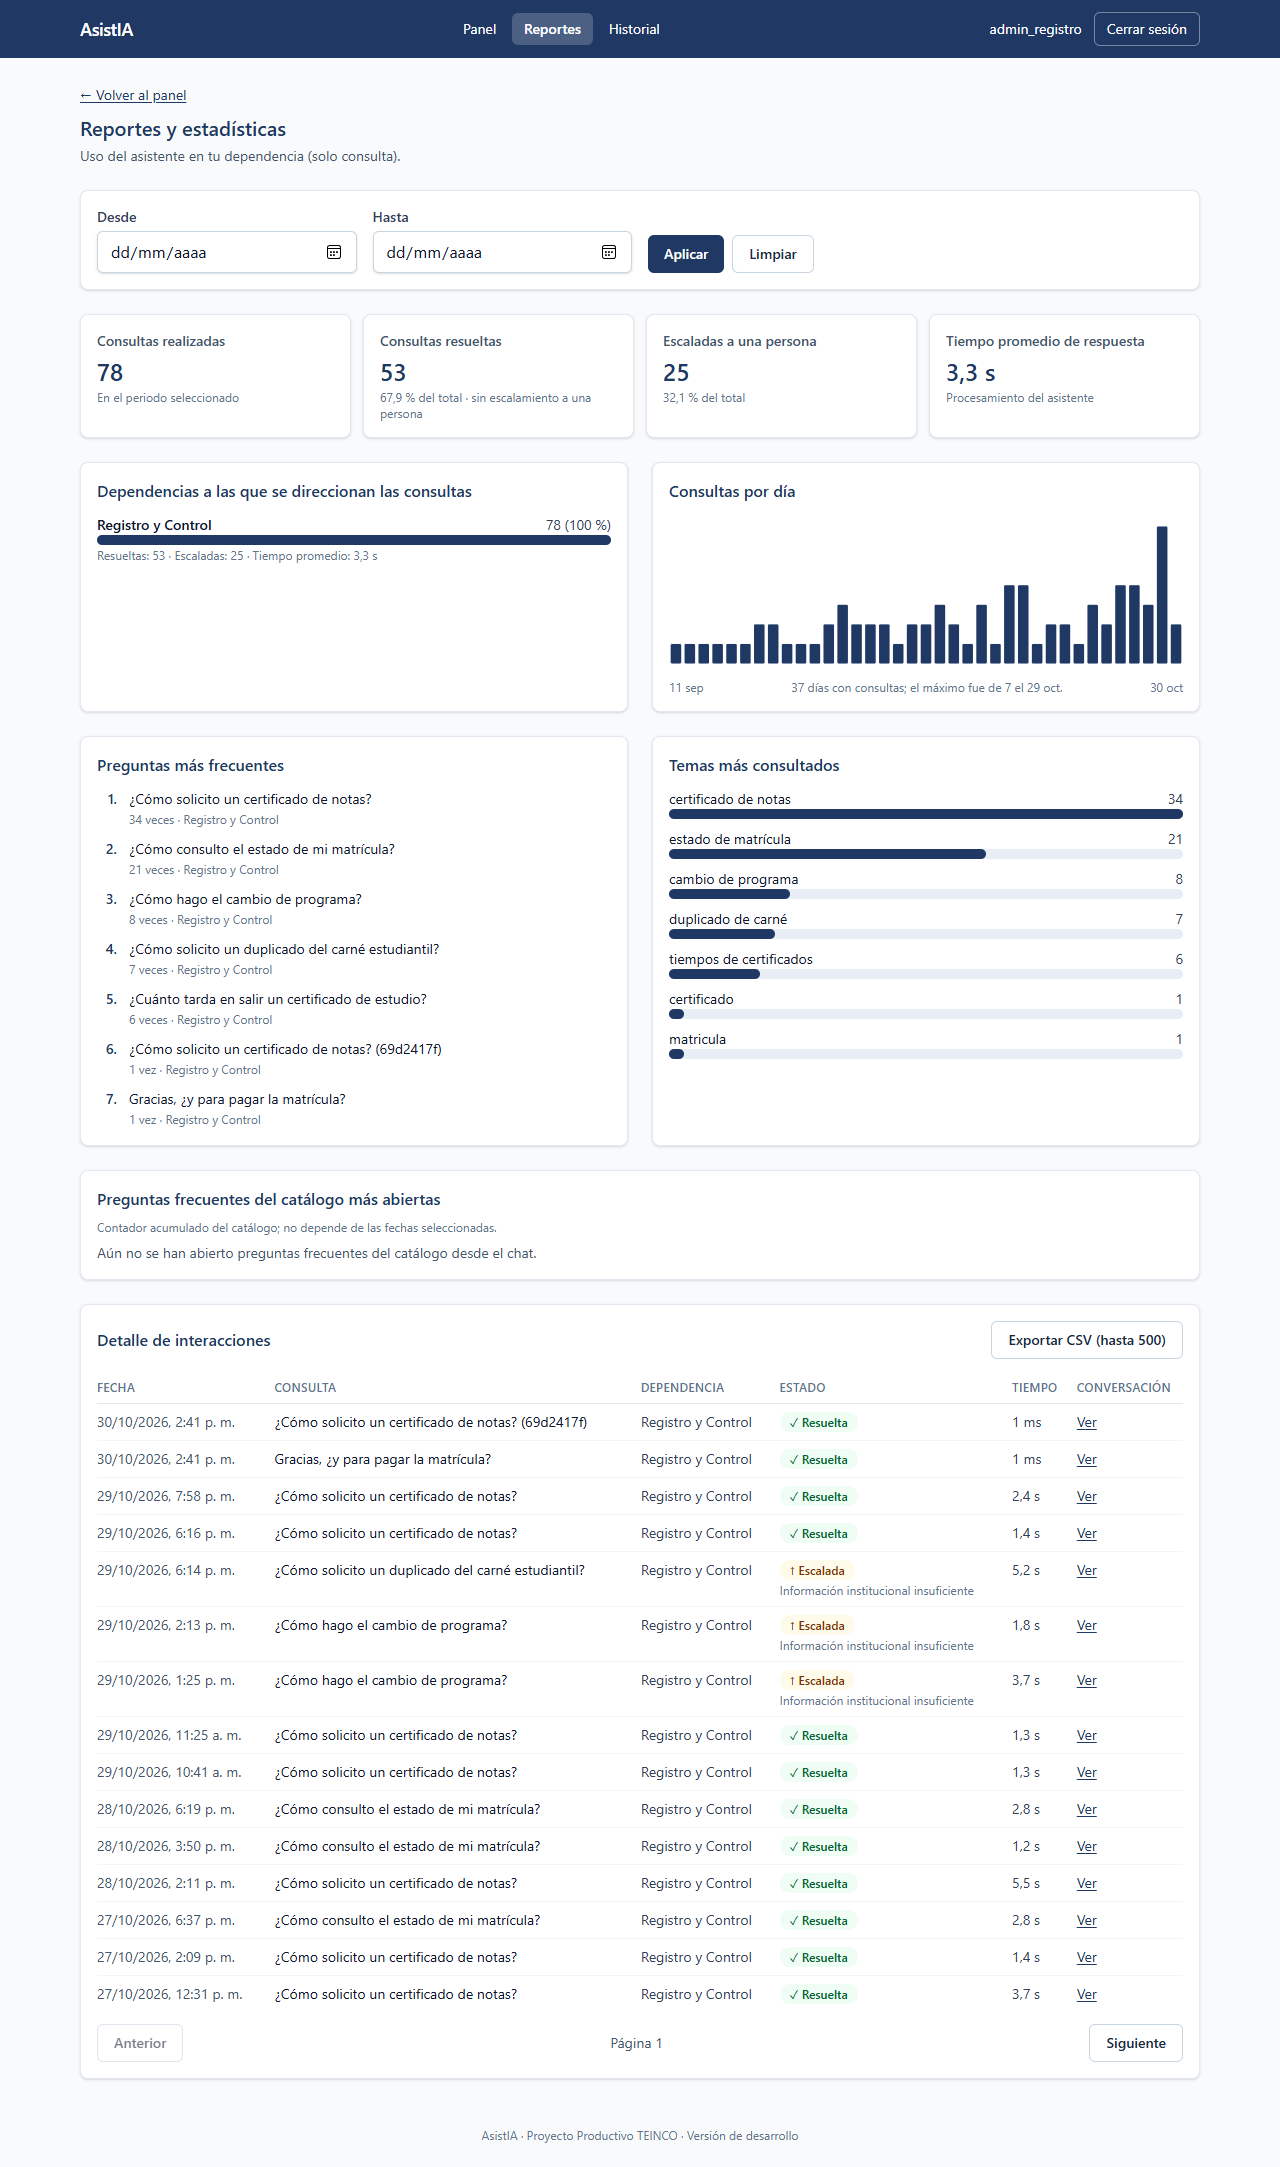 AsistIA
Panel
Reportes
Historial
admin_registro
Cerrar sesión
← Volver al panel
Reportes y estadísticas
Uso del asistente en tu dependencia (solo consulta).
Desde
Hasta
dd/mm/aaaa
dd/mm/aaaa
Aplicar
Limpiar
Consultas realizadas
78
En el periodo seleccionado
Consultas resueltas
53
67,9 % del total · sin escalamiento a una
persona
Escaladas a una persona
25
32,1 % del total
Tiempo promedio de respuesta
3,3 s
Procesamiento del asistente
Dependencias a las que se direccionan las consultas
Registro y Control 78 (100 %)
Resueltas: 53 · Escaladas: 25 · Tiempo promedio: 3,3 s
Consultas por día
11 sep 37 días con consultas; el máximo fue de 7 el 29 oct. 30 oct
Preguntas más frecuentes
1. ¿Cómo solicito un certificado de notas?
34 veces · Registro y Control
2. ¿Cómo consulto el estado de mi matrícula?
21 veces · Registro y Control
3. ¿Cómo hago el cambio de programa?
8 veces · Registro y Control
4. ¿Cómo solicito un duplicado del carné estudiantil?
7 veces · Registro y Control
5. ¿Cuánto tarda en salir un certificado de estudio?
6 veces · Registro y Control
6. ¿Cómo solicito un certificado de notas? (69d2417f)
1 vez · Registro y Control
7. Gracias, ¿y para pagar la matrícula?
1 vez · Registro y Control
Temas más consultados
certificado de notas 34
estado de matrícula 21
cambio de programa 8
duplicado de carné 7
tiempos de certificados 6
certificado 1
matricula 1
Preguntas frecuentes del catálogo más abiertas
Contador acumulado del catálogo; no depende de las fechas seleccionadas.
Aún no se han abierto preguntas frecuentes del catálogo desde el chat.
Detalle de interacciones
Exportar CSV (hasta 500)
FECHA CONSULTA DEPENDENCIA ESTADO TIEMPO CONVERSACIÓN
30/10/2026, 2:41 p. m. ¿Cómo solicito un certificado de notas? (69d2417f) Registro y Control ✓ Resuelta 1 ms Ver
30/10/2026, 2:41 p. m. Gracias, ¿y para pagar la matrícula? Registro y Control ✓ Resuelta 1 ms Ver
29/10/2026, 7:58 p. m. ¿Cómo solicito un certificado de notas? Registro y Control ✓ Resuelta 2,4 s Ver
29/10/2026, 6:16 p. m. ¿Cómo solicito un certificado de notas? Registro y Control ✓ Resuelta 1,4 s Ver
29/10/2026, 6:14 p. m. ¿Cómo solicito un duplicado del carné estudiantil? Registro y Control ↑ Escalada 5,2 s Ver
Información institucional insuficiente
29/10/2026, 2:13 p. m. ¿Cómo hago el cambio de programa? Registro y Control ↑ Escalada 1,8 s Ver
Información institucional insuficiente
29/10/2026, 1:25 p. m. ¿Cómo hago el cambio de programa? Registro y Control ↑ Escalada 3,7 s Ver
Información institucional insuficiente
29/10/2026, 11:25 a. m. ¿Cómo solicito un certificado de notas? Registro y Control ✓ Resuelta 1,3 s Ver
29/10/2026, 10:41 a. m. ¿Cómo solicito un certificado de notas? Registro y Control ✓ Resuelta 1,3 s Ver
28/10/2026, 6:19 p. m. ¿Cómo consulto el estado de mi matrícula? Registro y Control ✓ Resuelta 2,8 s Ver
28/10/2026, 3:50 p. m. ¿Cómo consulto el estado de mi matrícula? Registro y Control ✓ Resuelta 1,2 s Ver
28/10/2026, 2:11 p. m. ¿Cómo solicito un certificado de notas? Registro y Control ✓ Resuelta 5,5 s Ver
27/10/2026, 6:37 p. m. ¿Cómo consulto el estado de mi matrícula? Registro y Control ✓ Resuelta 2,8 s Ver
27/10/2026, 2:09 p. m. ¿Cómo solicito un certificado de notas? Registro y Control ✓ Resuelta 1,4 s Ver
27/10/2026, 12:31 p. m. ¿Cómo solicito un certificado de notas? Registro y Control ✓ Resuelta 3,7 s Ver
Anterior
Página 1
Siguiente
AsistIA · Proyecto Productivo TEINCO · Versión de desarrollo